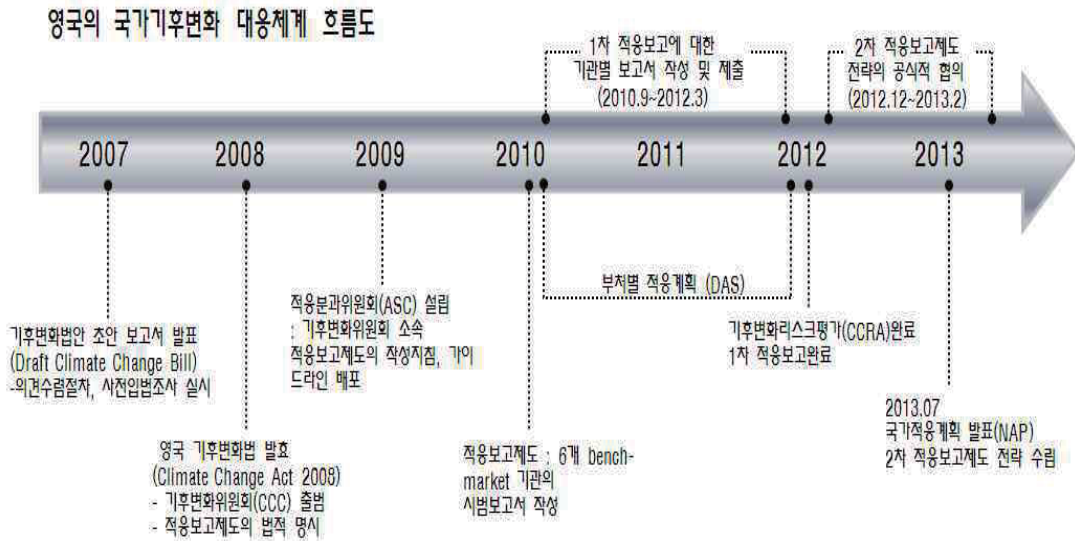 영국의 국가기후변화 대응체계 흐름도
1차 적응보고에 대한
기관별 보고서 작성 및 제출
(2010.9~2012.3)
2차 적응보고제도
전략의 공식적 협의
(2012.12~2013.2)
2007
2008
2009
2010
2011
2012
2013
기후변화법안 초안 보고서 발표
(Draft Climate Change Bill)
-의견수렴절차, 사전입법조사 실시
영국 기후변화법 발효
(Climate Change Act 2008)
- 기후변화위원회(CCC) 출범
- 적응보고제도의 법적 명시
적응분과위원회(ASC) 설립
: 기후변화위원회 소속
적응보고제도의 작성지침, 가이
드라인 배포
적응보고제도 : 6개 bench-
market 기관의
시범보고서 작성
부처별 적응계획 (DAS)
기후변화리스크평가(CCRA)완료
1차 적응보고완료
2013.07
국가적응계획 발표(NAP)
2차 적응보고제도 전략 수립